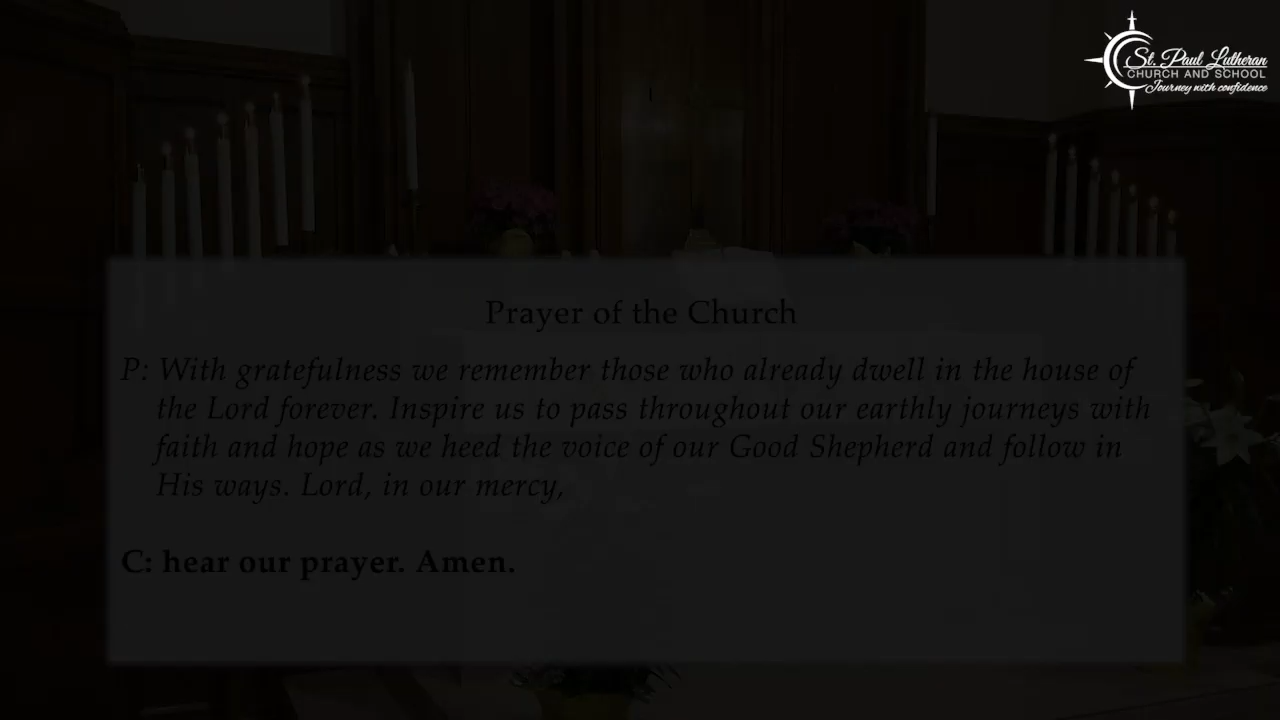 St. Paul Lutheran
CHURCH AND SCHOOL
Journey with confidence
Prayer of the Church
P: With gratefulness we remember those who already dwell in the house of
the Lord forever. Inspire us to pass throughout our earthly journeys with
faith and hope as we heed the voice of our Good Shepherd and follow in
His ways. Lord, in our mercy,
C: hear our prayer. Amen.